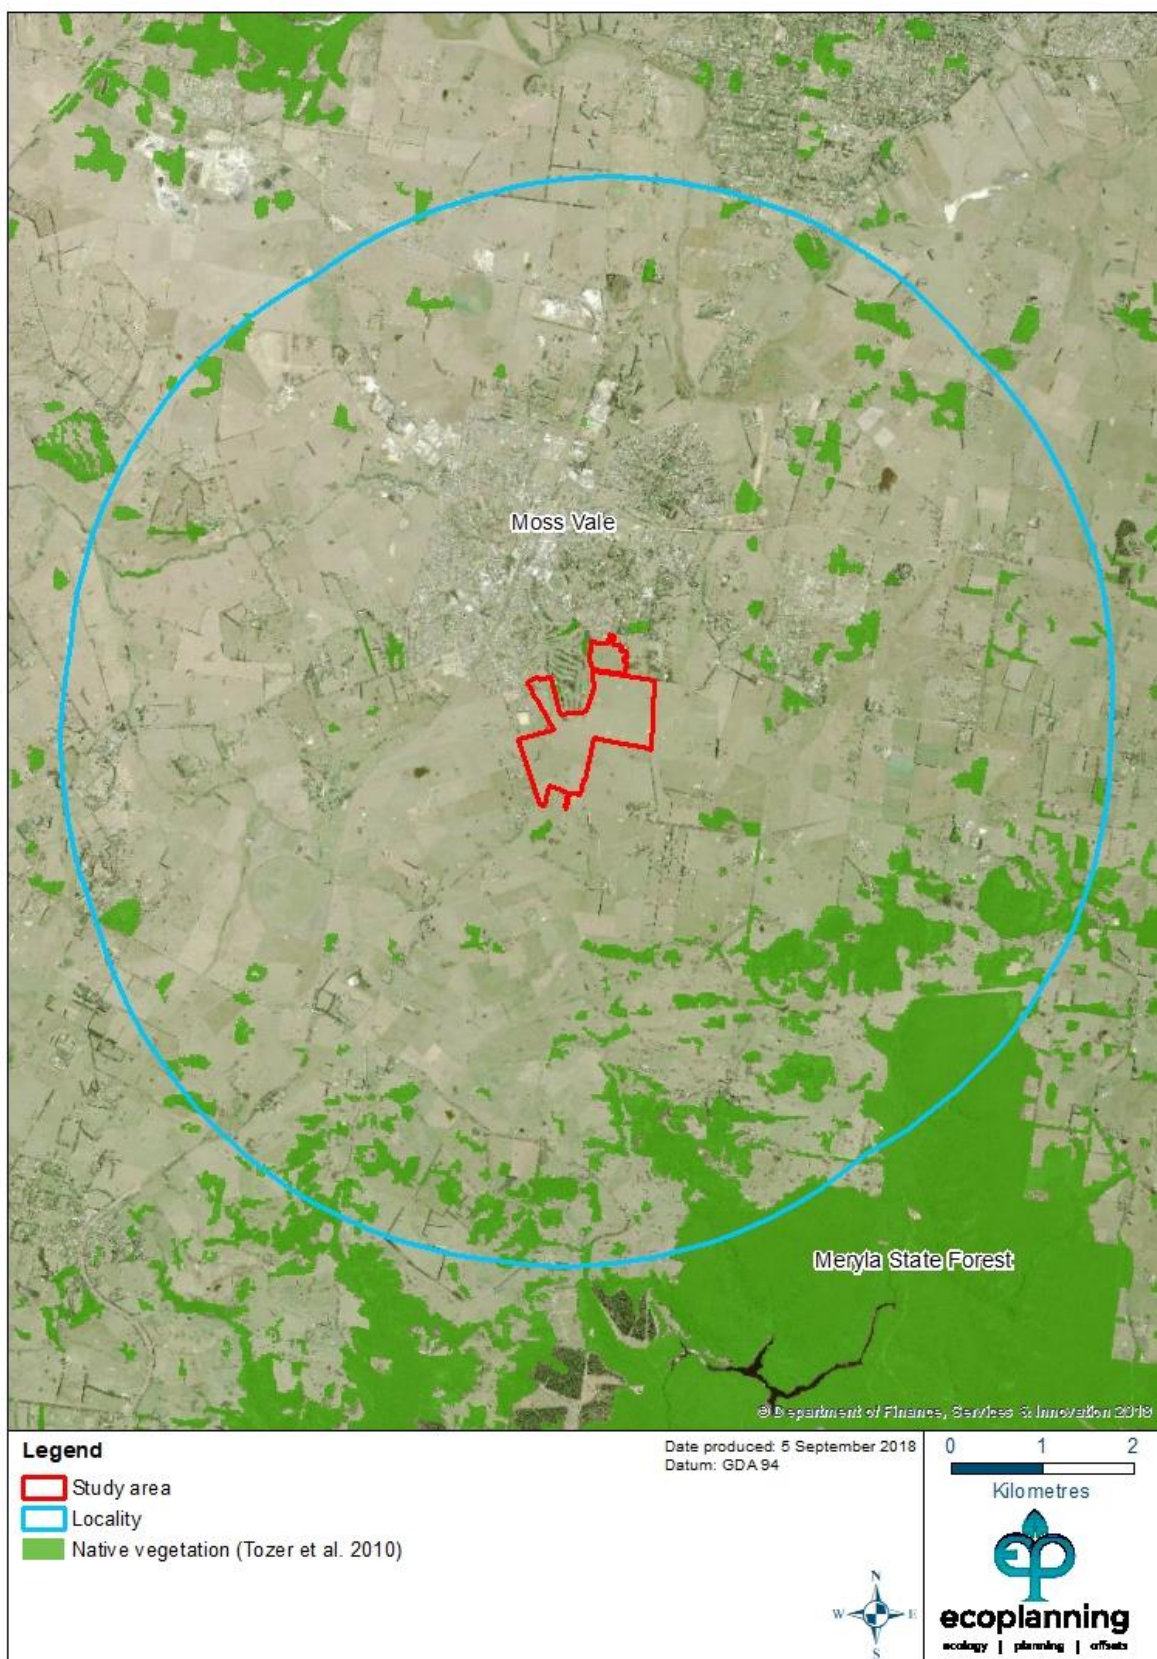 Moss Vale
Meryla State Forest
© Department of Finance, Services & Innovation 2018
Legend
Study area
Locality
Native vegetation (Tozer et al. 2010)
Date produced: 5 September 2018
Datum: GDA 94
0 1 2
Kilometres
N
W E
S
ep
ecoplanning
ecology | planning | offsets